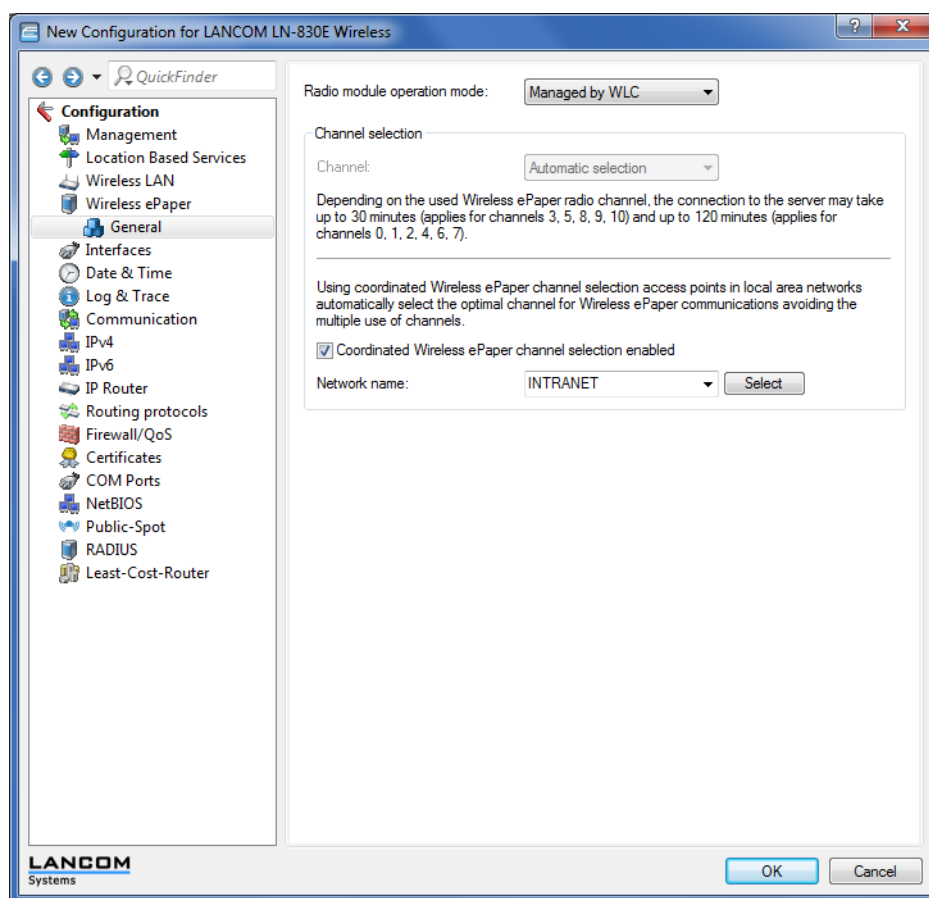 New Configuration for LANCOM LN-830E Wireless
QuickFinder
Configuration
Management
Location Based Services
Wireless LAN
Wireless ePaper
General
Interfaces
Date & Time
Log & Trace
Communication
IPv4
IPv6
IP Router
Routing protocols
Firewall/QoS
Certificates
COM Ports
NetBIOS
Public-Spot
RADIUS
Least-Cost-Router
Radio module operation mode: Managed by WLC
Channel selection
Channel: Automatic selection
Depending on the used Wireless ePaper radio channel, the connection to the server may take
up to 30 minutes (applies for channels 3, 5, 8, 9, 10) and up to 120 minutes (applies for
channels 0, 1, 2, 4, 6, 7).
Using coordinated Wireless ePaper channel selection access points in local area networks
automatically select the optimal channel for Wireless ePaper communications avoiding the
multiple use of channels.
Coordinated Wireless ePaper channel selection enabled
Network name: INTRANET Select
LANCOM
Systems
OK Cancel